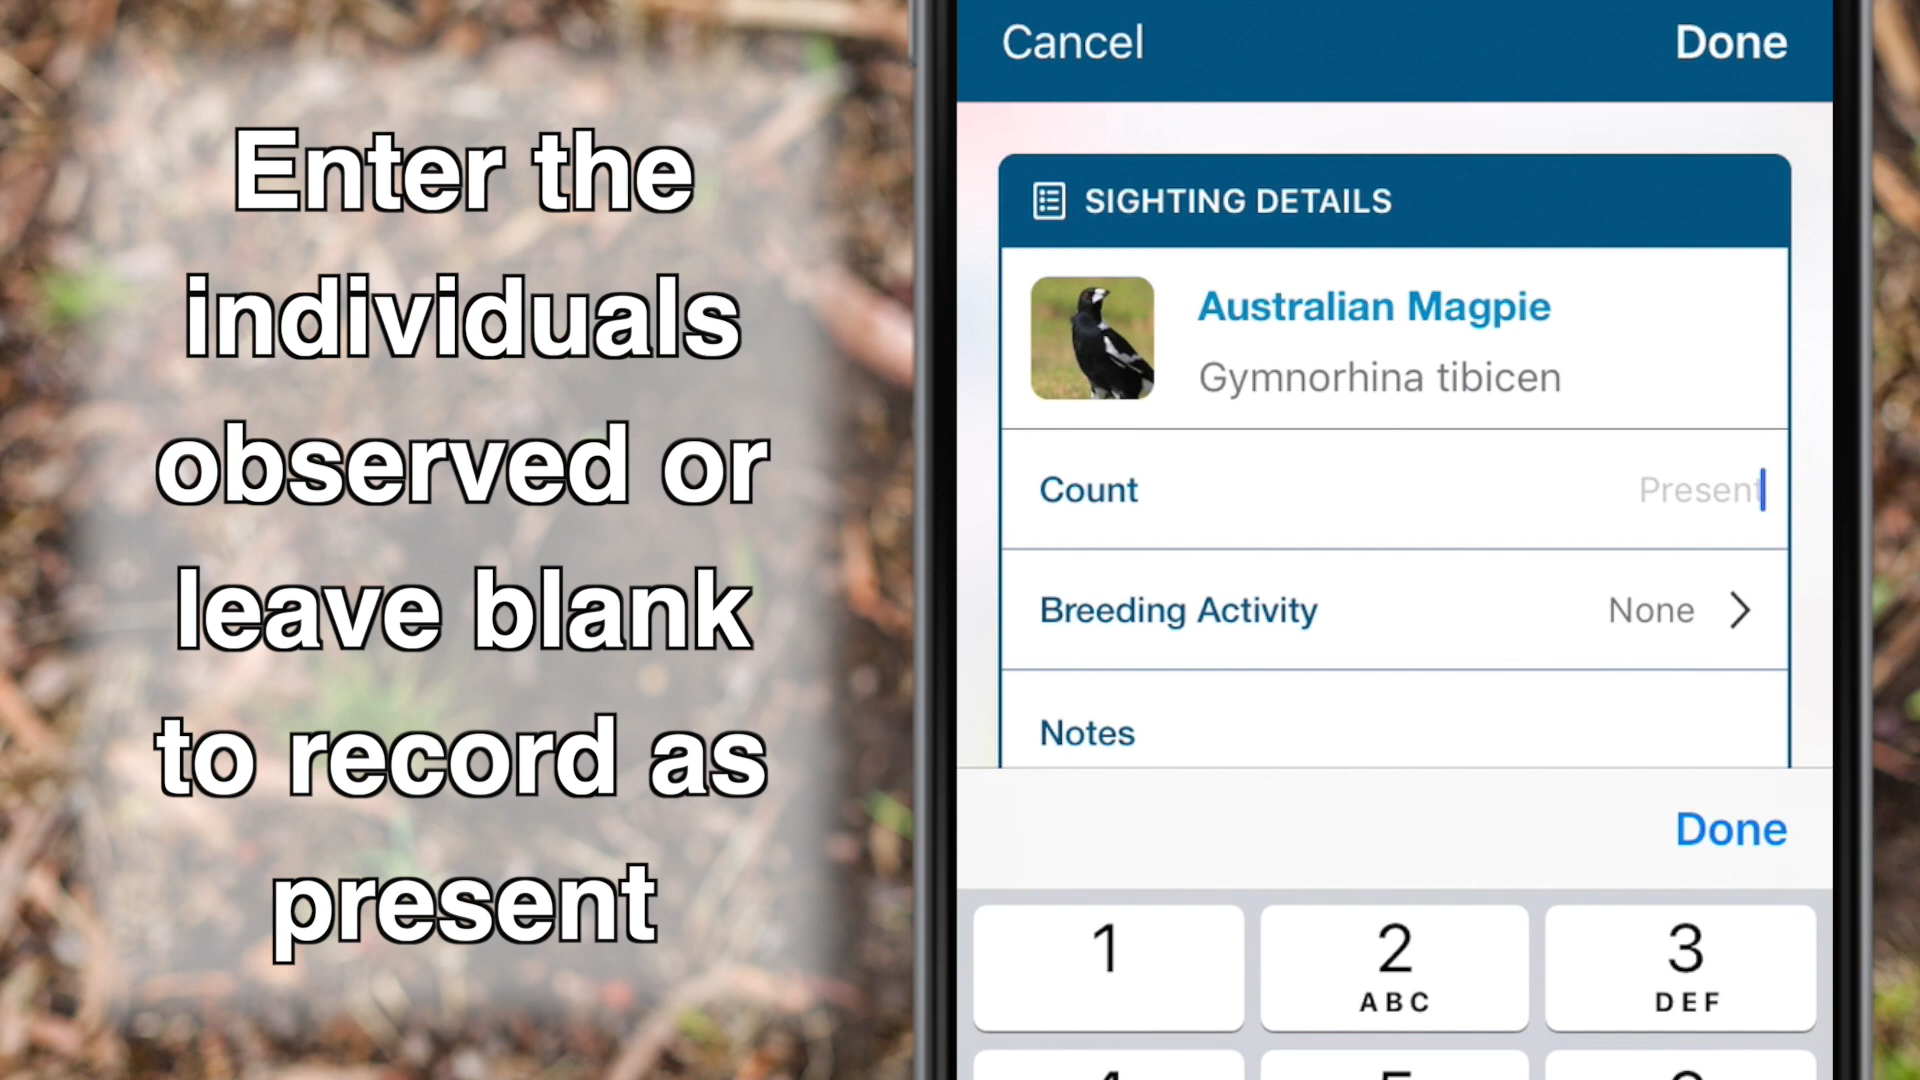 Enter the
individuals
observed or
leave blank
to record as
present
Cancel
Done
SIGHTING DETAILS
Australian Magpie
Gymnorhina tibicen
Count
Present
Breeding Activity
None
Notes
Done
1
2
3
ABC
DEF